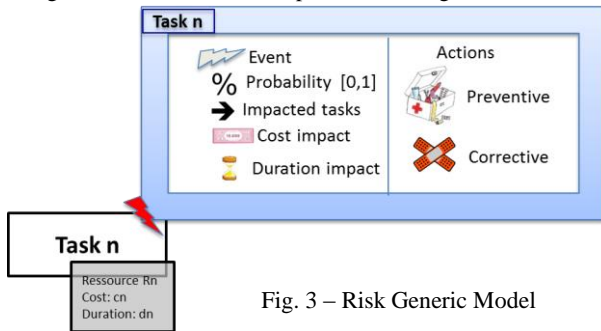 Task n
Event
% Probability [0,1]
Impacted tasks
Cost impact
Duration impact
Actions
Preventive
Corrective
Task n
Ressource Rn
Cost: cn
Duration: dn
Fig. 3 – Risk Generic Model